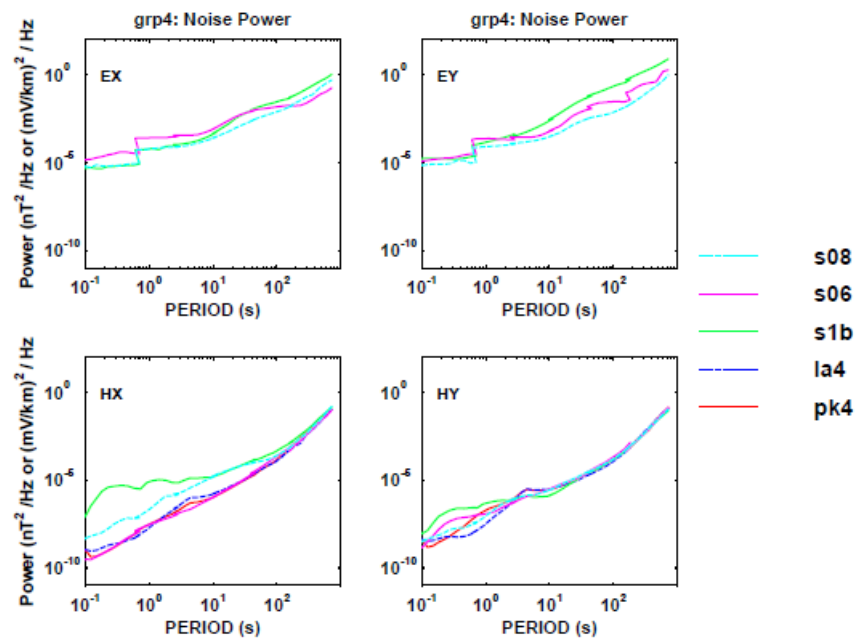 grp4: Noise Power
grp4: Noise Power
Power (nT² /Hz or (mV/km)² / Hz
EX
10⁰
10⁻⁵
10⁻¹⁰
10⁻¹ 10⁰ 10¹ 10²
PERIOD (s)
EY
10⁰
10⁻⁵
10⁻¹⁰
10⁻¹ 10⁰ 10¹ 10²
PERIOD (s)
s08
s06
s1b
la4
pk4
Power (nT² /Hz or (mV/km)² / Hz
HX
10⁰
10⁻⁵
10⁻¹⁰
10⁻¹ 10⁰ 10¹ 10²
PERIOD (s)
HY
10⁰
10⁻⁵
10⁻¹⁰
10⁻¹ 10⁰ 10¹ 10²
PERIOD (s)